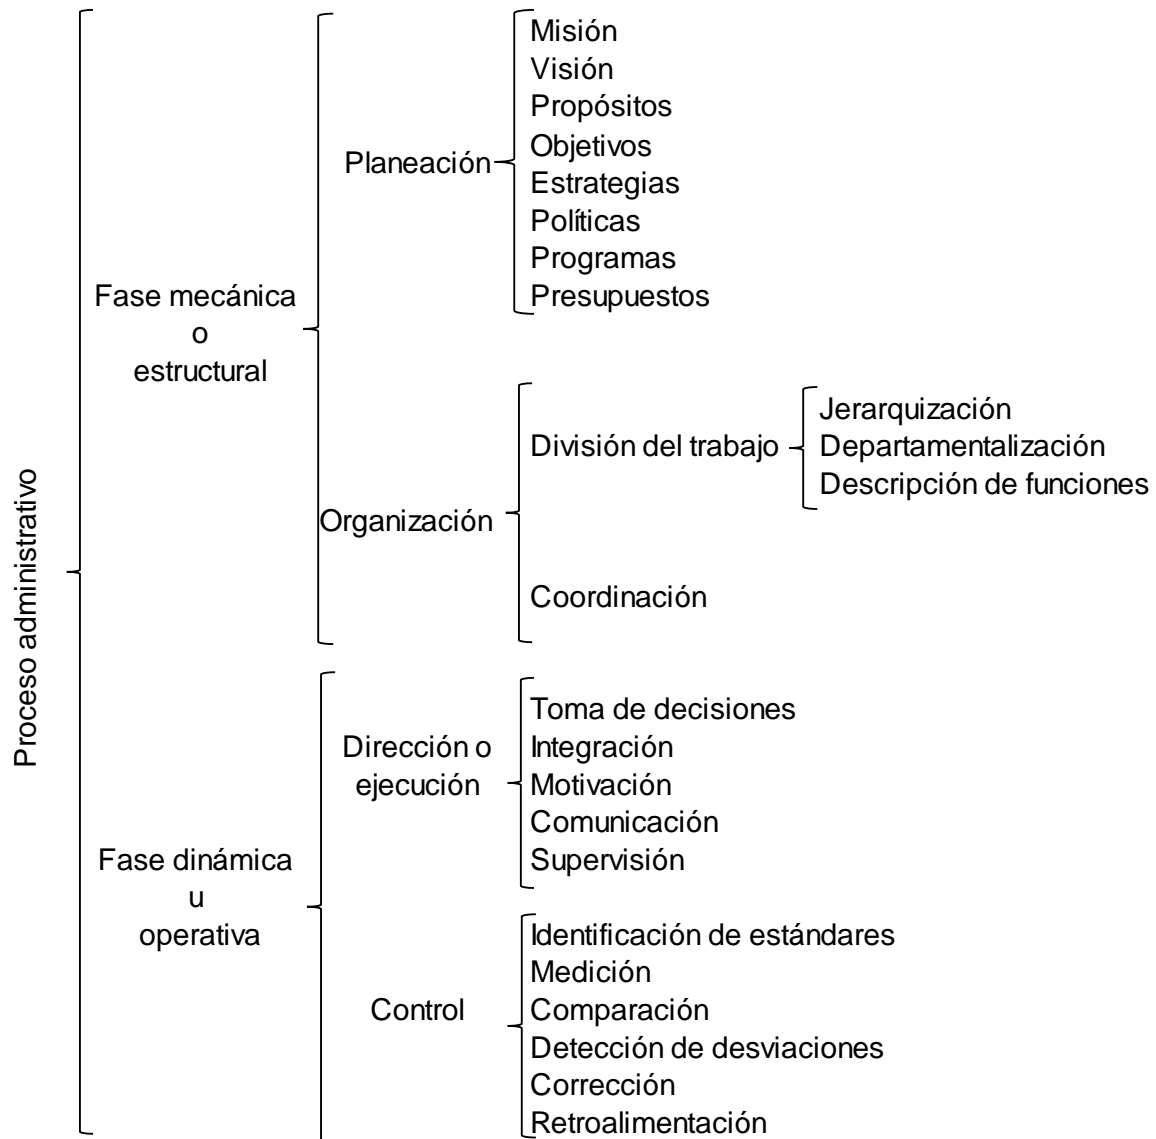 Proceso administrativo
Fase mecánica
o
estructural
Planeación
Misión
Visión
Propósitos
Objetivos
Estrategias
Políticas
Programas
Presupuestos
Organización
División del trabajo
Jerarquización
Departamentalización
Descripción de funciones
Coordinación
Fase dinámica
u
operativa
Dirección o
ejecución
Toma de decisiones
Integración
Motivación
Comunicación
Supervisión
Control
Identificación de estándares
Medición
Comparación
Detección de desviaciones
Corrección
Retroalimentación